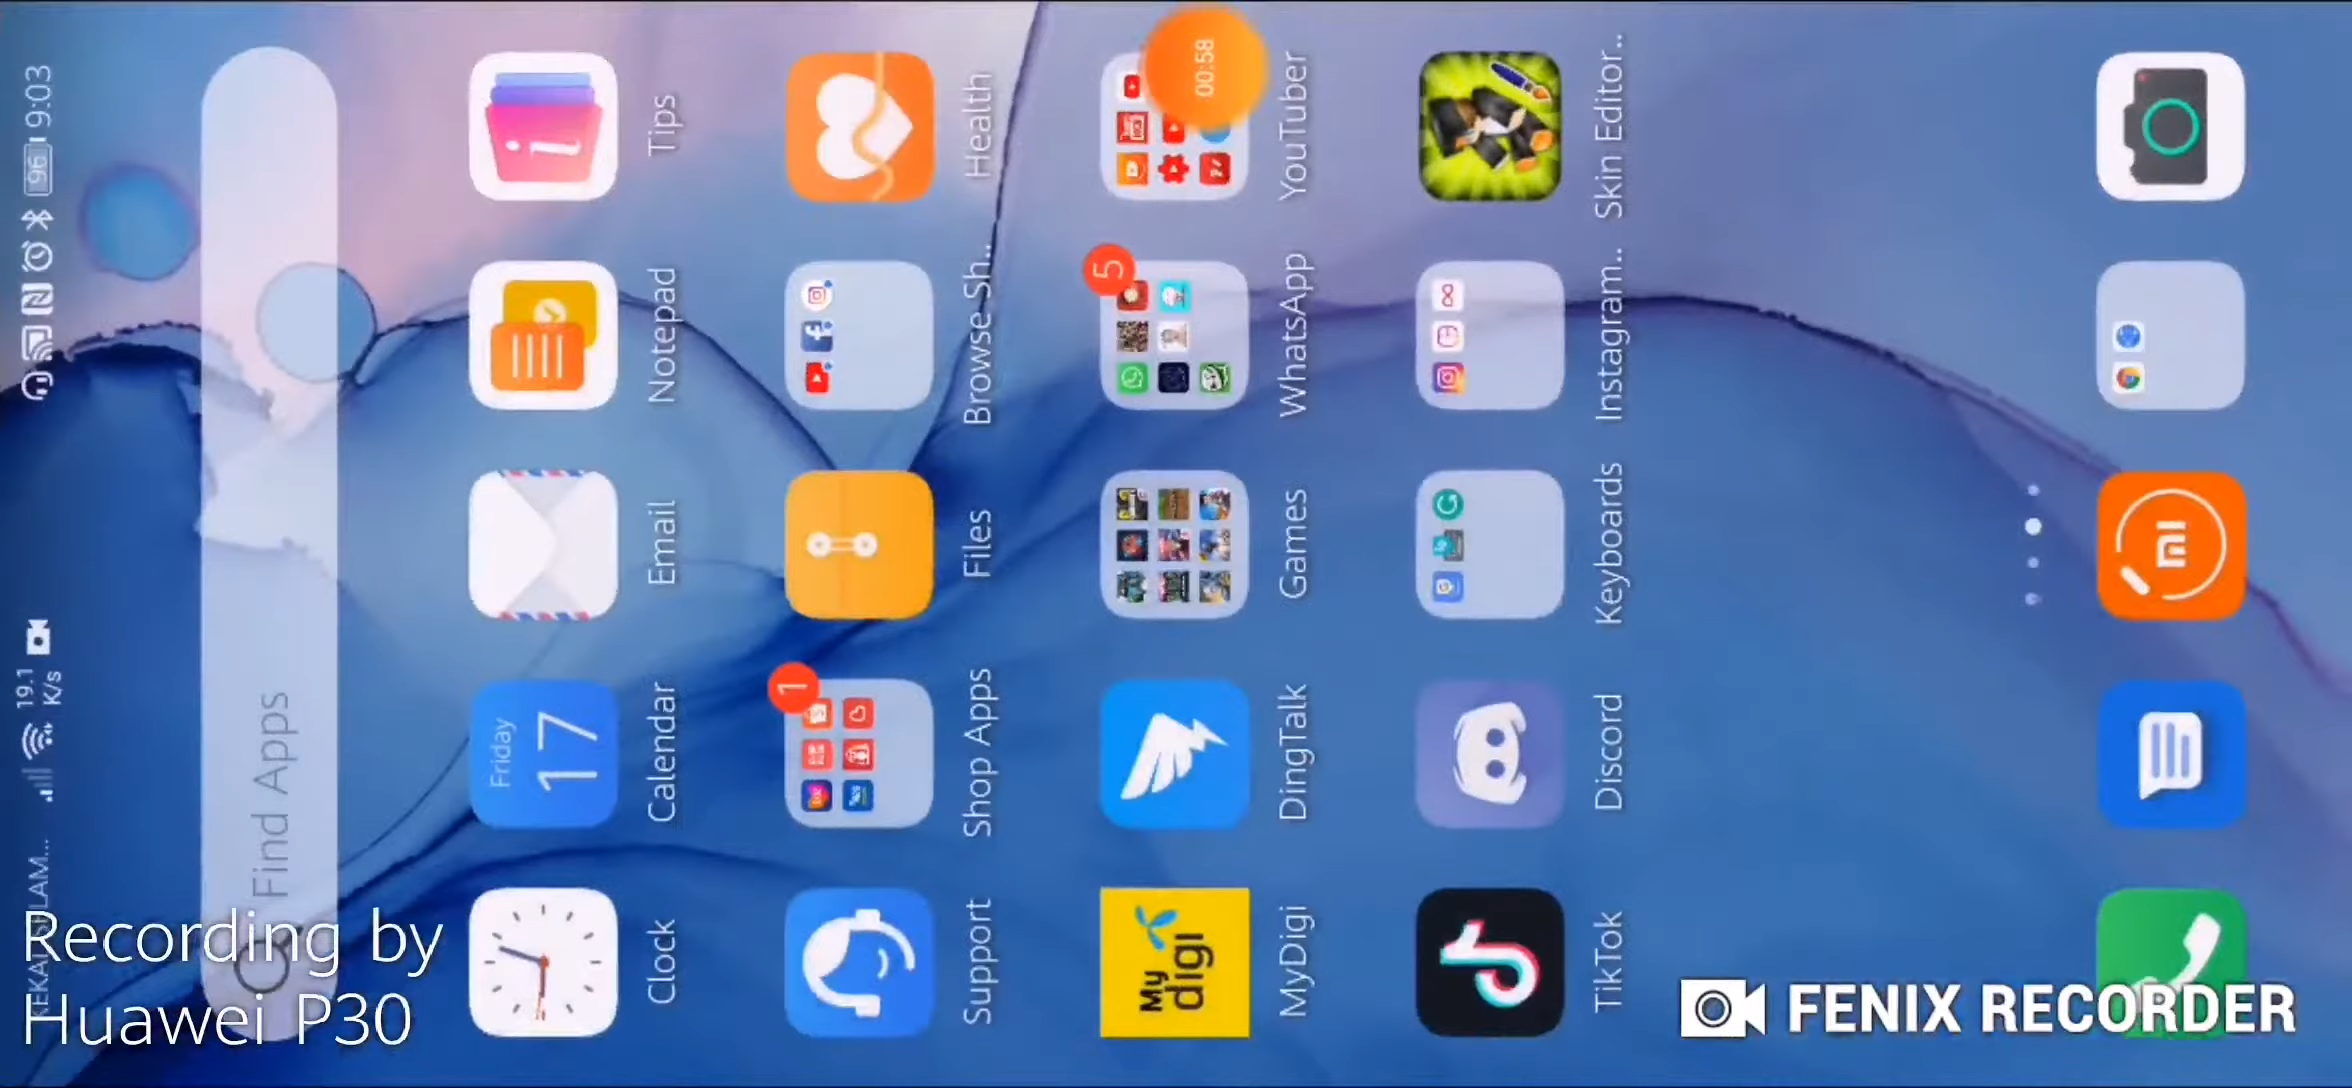 19.1 K/s
96 9:03
Find Apps
Friday
17
Clock
Calendar
Email
Notepad
Tips
1
Support
Shop Apps
Files
Browse Sh..
Health
My
digi
5
00:58
MyDigi
DingTalk
Games
WhatsApp
YouTuber
TikTok
Discord
Keyboards
Instagram..
Skin Editor..
Recording by
Huawei P30
FENIX RECORDER